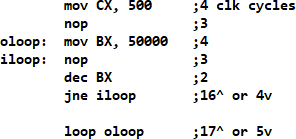 mov CX, 500 ;4 clk cycles
nop ;3
oloop: mov BX, 50000 ;4
iloop: nop ;3
dec BX ;2
jne iloop ;16^ or 4v
loop oloop ;17^ or 5v